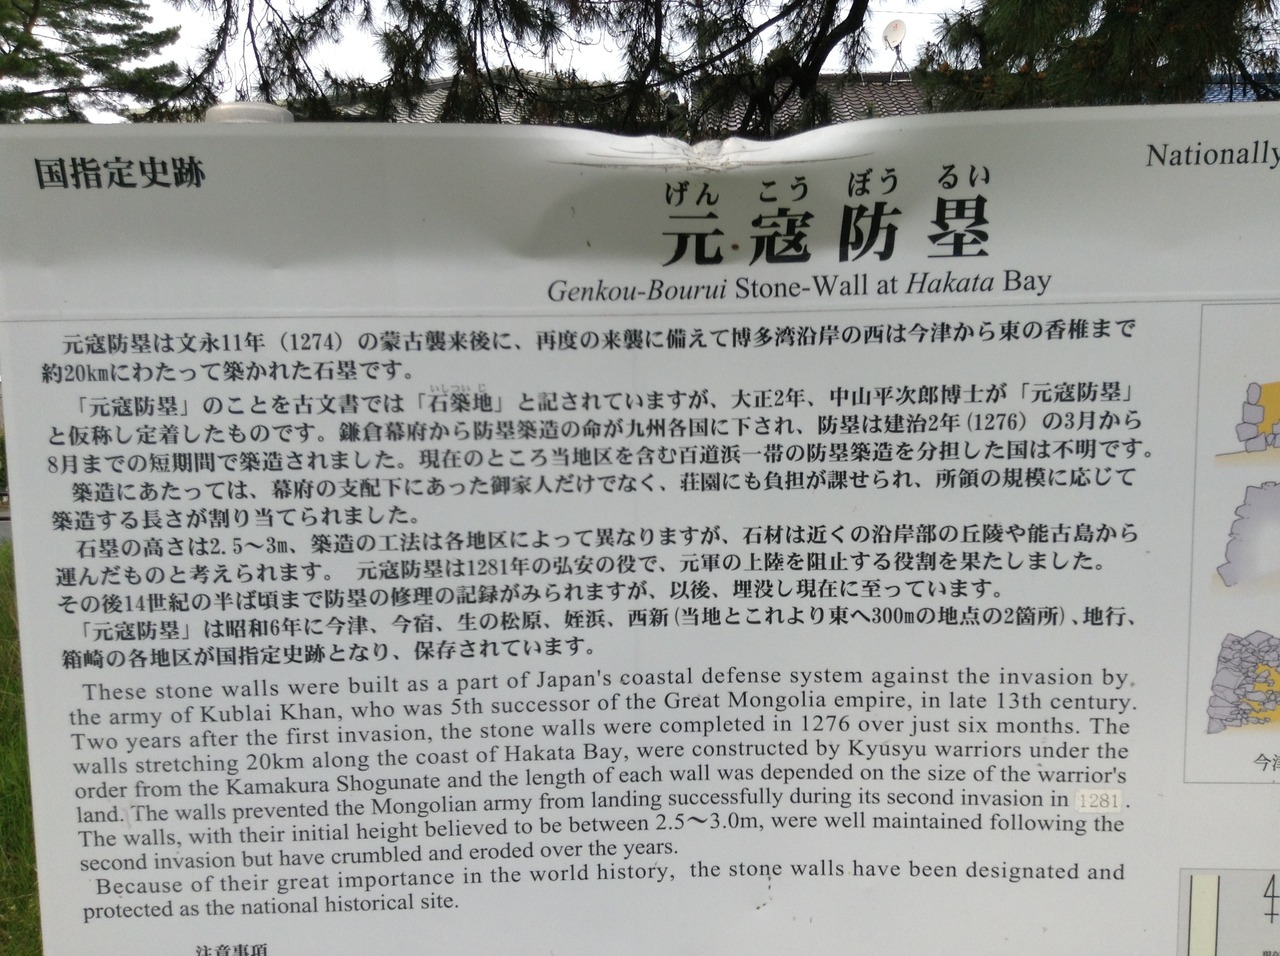 国指定史跡
Nationally
げん こう ぼう るい
元寇防塁
Genkou-Bourui Stone-Wall at Hakata Bay
元寇防塁は文永11年（1274）の蒙古襲来後に、再度の来襲に備えて博多湾沿岸の西は今津から東の香椎まで
約20kmにわたって築かれた石塁です。
いしついじ
「元寇防塁」のことを古文書では「石築地」と記されていますが、大正2年、中山平次郎博士が「元寇防塁」
と仮称し定着したものです。鎌倉幕府から防塁築造の命が九州各国に下され、防塁は建治2年（1276）の3月から
8月までの短期間で築造されました。現在のところ当地区を含む百道浜一帯の防塁築造を分担した国は不明です。
築造にあたっては、幕府の支配下にあった御家人だけでなく、荘園にも負担が課せられ、所領の規模に応じて
築造する長さが割り当てられました。
石塁の高さは2.5～3m、築造の工法は各地区によって異なりますが、石材は近くの沿岸部の丘陵や能古島から
運んだものと考えられます。 元寇防塁は1281年の弘安の役で、元軍の上陸を阻止する役割を果たしました。
その後14世紀の半ば頃まで防塁の修理の記録がみられますが、以後、埋没し現在に至っています。
「元寇防塁」は昭和6年に今津、今宿、生の松原、姪浜、西新（当地とこれより東へ300mの地点の2箇所）、地行、
箱崎の各地区が国指定史跡となり、保存されています。
These stone walls were built as a part of Japan's coastal defense system against the invasion by
the army of Kublai Khan, who was 5th successor of the Great Mongolia empire, in late 13th century.
Two years after the first invasion, the stone walls were completed in 1276 over just six months. The
walls stretching 20km along the coast of Hakata Bay, were constructed by Kyusyu warriors under the
order from the Kamakura Shogunate and the length of each wall was depended on the size of the warrior's
land. The walls prevented the Mongolian army from landing successfully during its second invasion in 1281.
The walls, with their initial height believed to be between 2.5～3.0m, were well maintained following the
second invasion but have crumbled and eroded over the years.
Because of their great importance in the world history, the stone walls have been designated and
protected as the national historical site.
今津
注意事項